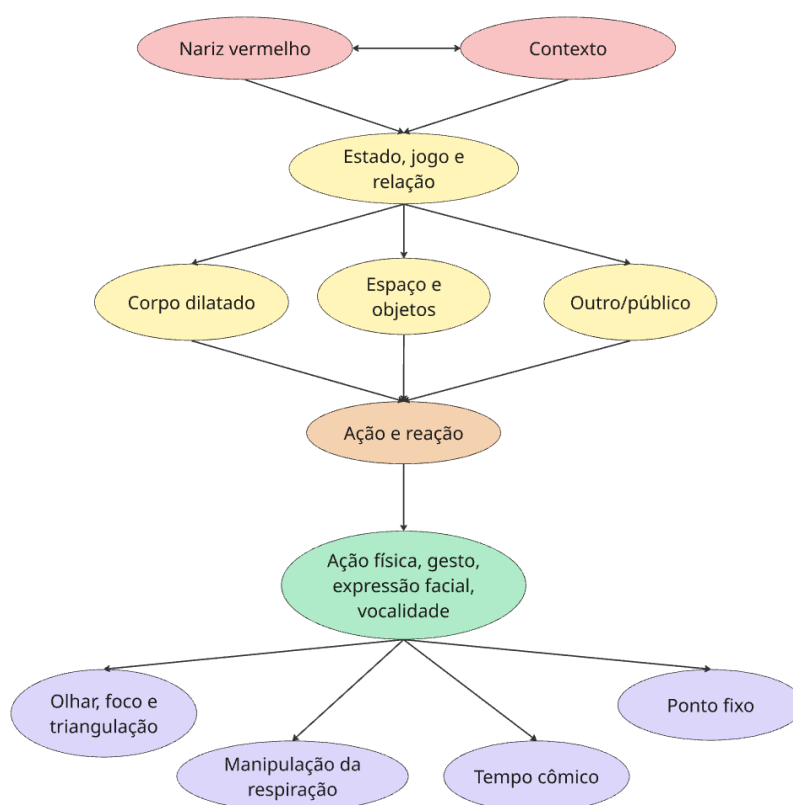 Nariz vermelho
Contexto
Estado, jogo e
relação
Corpo dilatado
Espaço e
objetos
Outro/público
Ação e reação
Ação física, gesto,
expressão facial,
vocalidade
Olhar, foco e
triangulação
Ponto fixo
Manipulação da
respiração
Tempo cômico